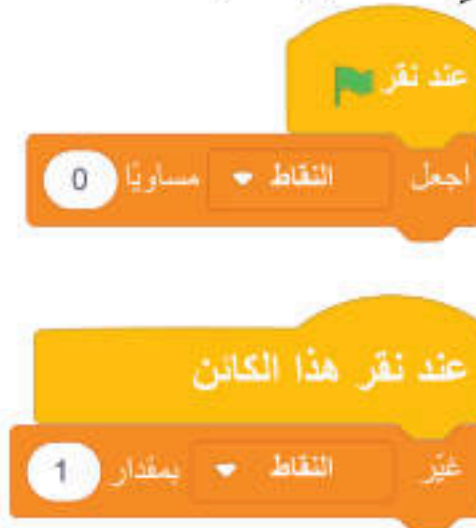 عند نقر
اجعل النقاط مساويًا 0
عند نقر هذا الكائن
غيّر النقاط بمقدار 1